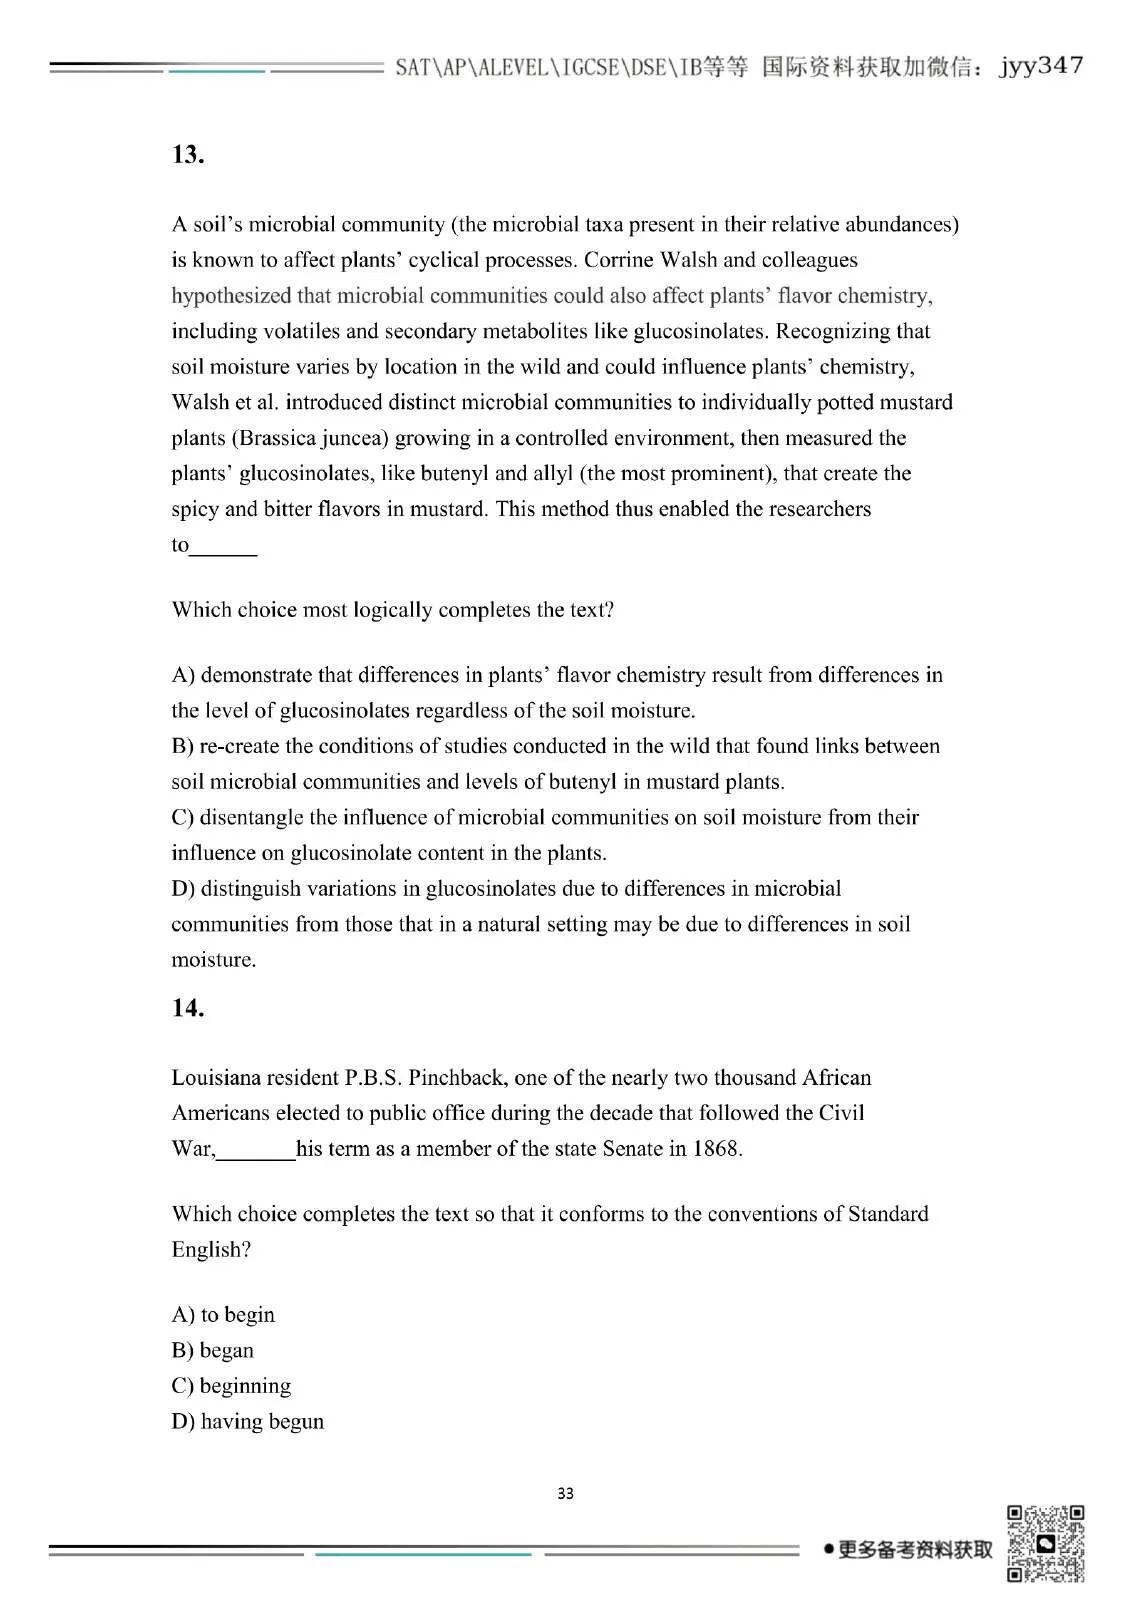 SAT\AP\ALEVEL\IGCSE\DSE\IB等等 国际资料获取加微信: jyy347
13.
A soil's microbial community (the microbial taxa present in their relative abundances)
is known to affect plants' cyclical processes. Corrine Walsh and colleagues
hypothesized that microbial communities could also affect plants' flavor chemistry,
including volatiles and secondary metabolites like glucosinolates. Recognizing that
soil moisture varies by location in the wild and could influence plants' chemistry,
Walsh et al. introduced distinct microbial communities to individually potted mustard
plants (Brassica juncea) growing in a controlled environment, then measured the
plants' glucosinolates, like butenyl and allyl (the most prominent), that create the
spicy and bitter flavors in mustard. This method thus enabled the researchers
to______
Which choice most logically completes the text?
A) demonstrate that differences in plants' flavor chemistry result from differences in
the level of glucosinolates regardless of the soil moisture.
B) re-create the conditions of studies conducted in the wild that found links between
soil microbial communities and levels of butenyl in mustard plants.
C) disentangle the influence of microbial communities on soil moisture from their
influence on glucosinolate content in the plants.
D) distinguish variations in glucosinolates due to differences in microbial
communities from those that in a natural setting may be due to differences in soil
moisture.
14.
Louisiana resident P.B.S. Pinchback, one of the nearly two thousand African
Americans elected to public office during the decade that followed the Civil
War,_______his term as a member of the state Senate in 1868.
Which choice completes the text so that it conforms to the conventions of Standard
English?
A) to begin
B) began
C) beginning
D) having begun
33
●更多备考资料获取